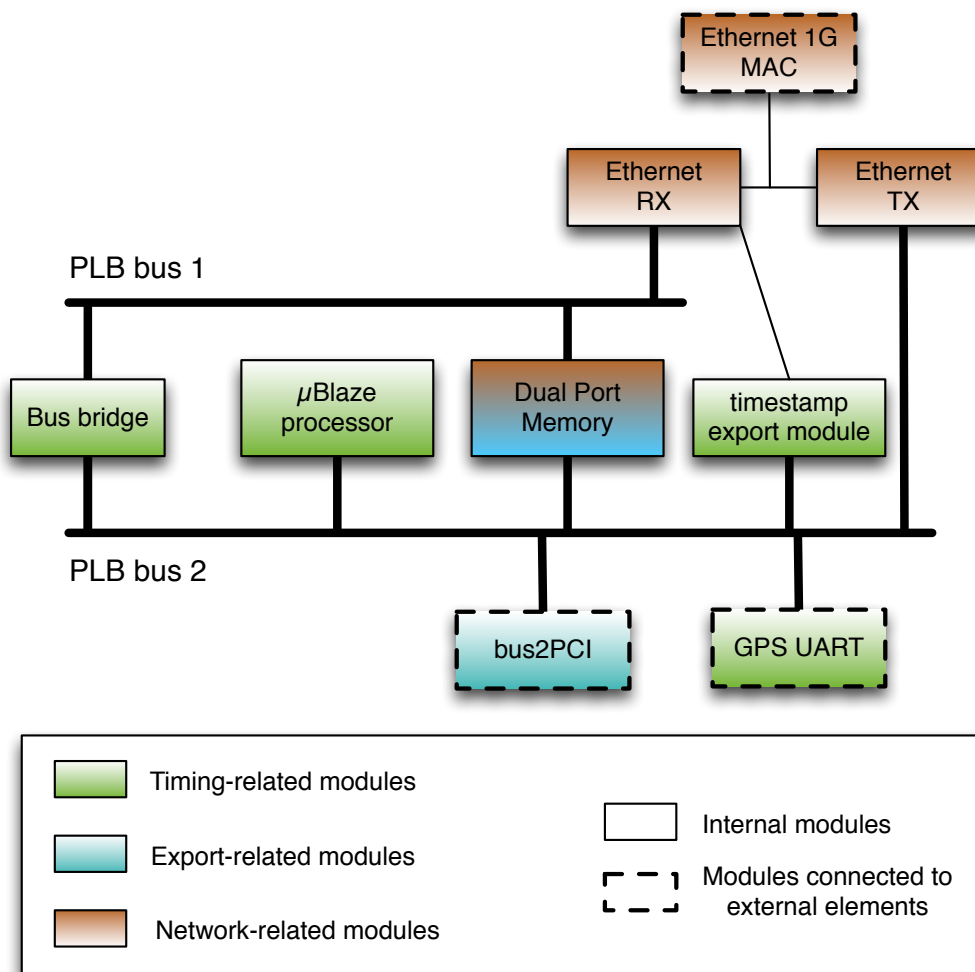 Ethernet 1G
MAC
Ethernet
RX
Ethernet
TX
PLB bus 1
Bus bridge
µBlaze
processor
Dual Port
Memory
timestamp
export module
PLB bus 2
bus2PCI
GPS UART
Timing-related modules
Export-related modules
Network-related modules
Internal modules
Modules connected to
external elements